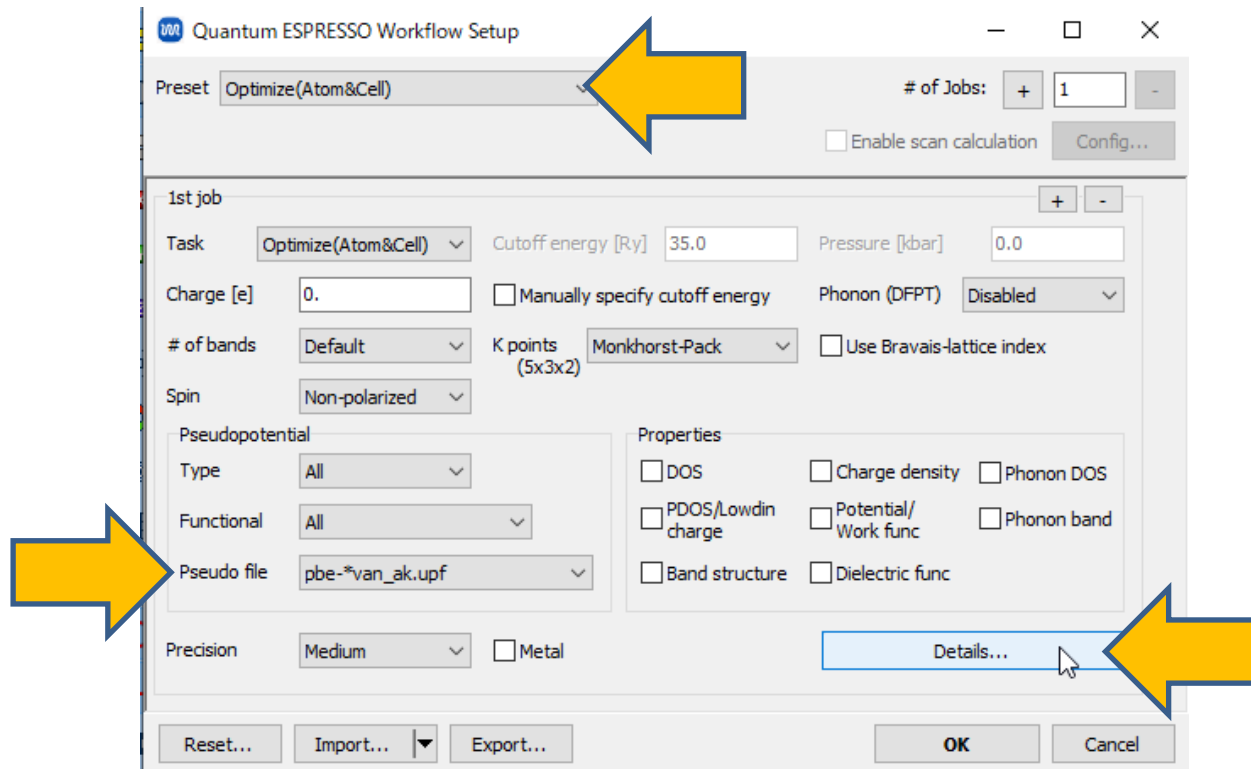 Quantum ESPRESSO Workflow Setup
Preset Optimize(Atom&Cell) # of Jobs: + 1 -
Enable scan calculation Config...
1st job + -
Task Optimize(Atom&Cell) Cutoff energy [Ry] 35.0 Pressure [kbar] 0.0
Charge [e] 0. Manually specify cutoff energy Phonon (DFPT) Disabled
# of bands Default K points Monkhorst-Pack Use Bravais-lattice index
(5x3x2)
Spin Non-polarized
Pseudopotential Properties
Type All DOS Charge density Phonon DOS
Functional All PDOS/Lowdin charge Potential/ Work func Phonon band
Pseudo file pbe-*van_ak.upf Band structure Dielectric func
Precision Medium Metal Details...
Reset... Import... Export... OK Cancel